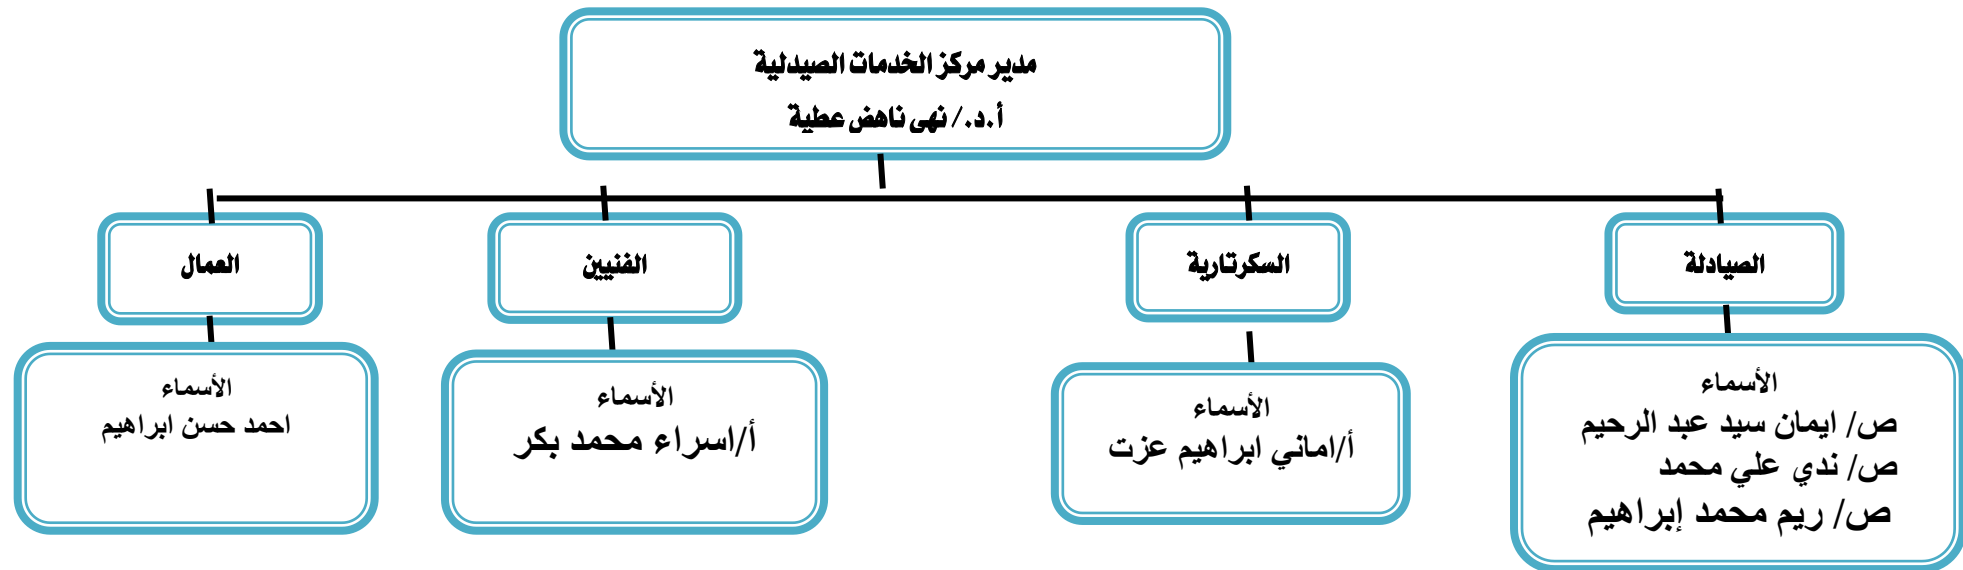 مدير مركز الخدمات الصيدلية
أ.د./ نهى ناهض عطية
الصيادلة
السكرتارية
الفنيين
العمال
الأسماء
ص/ ايمان سيد عبد الرحيم
ص/ ندي علي محمد
ص/ ريم محمد إبراهيم
الأسماء
أ/اماني ابراهيم عزت
الأسماء
أ/اسراء محمد بكر
الأسماء
احمد حسن ابراهيم